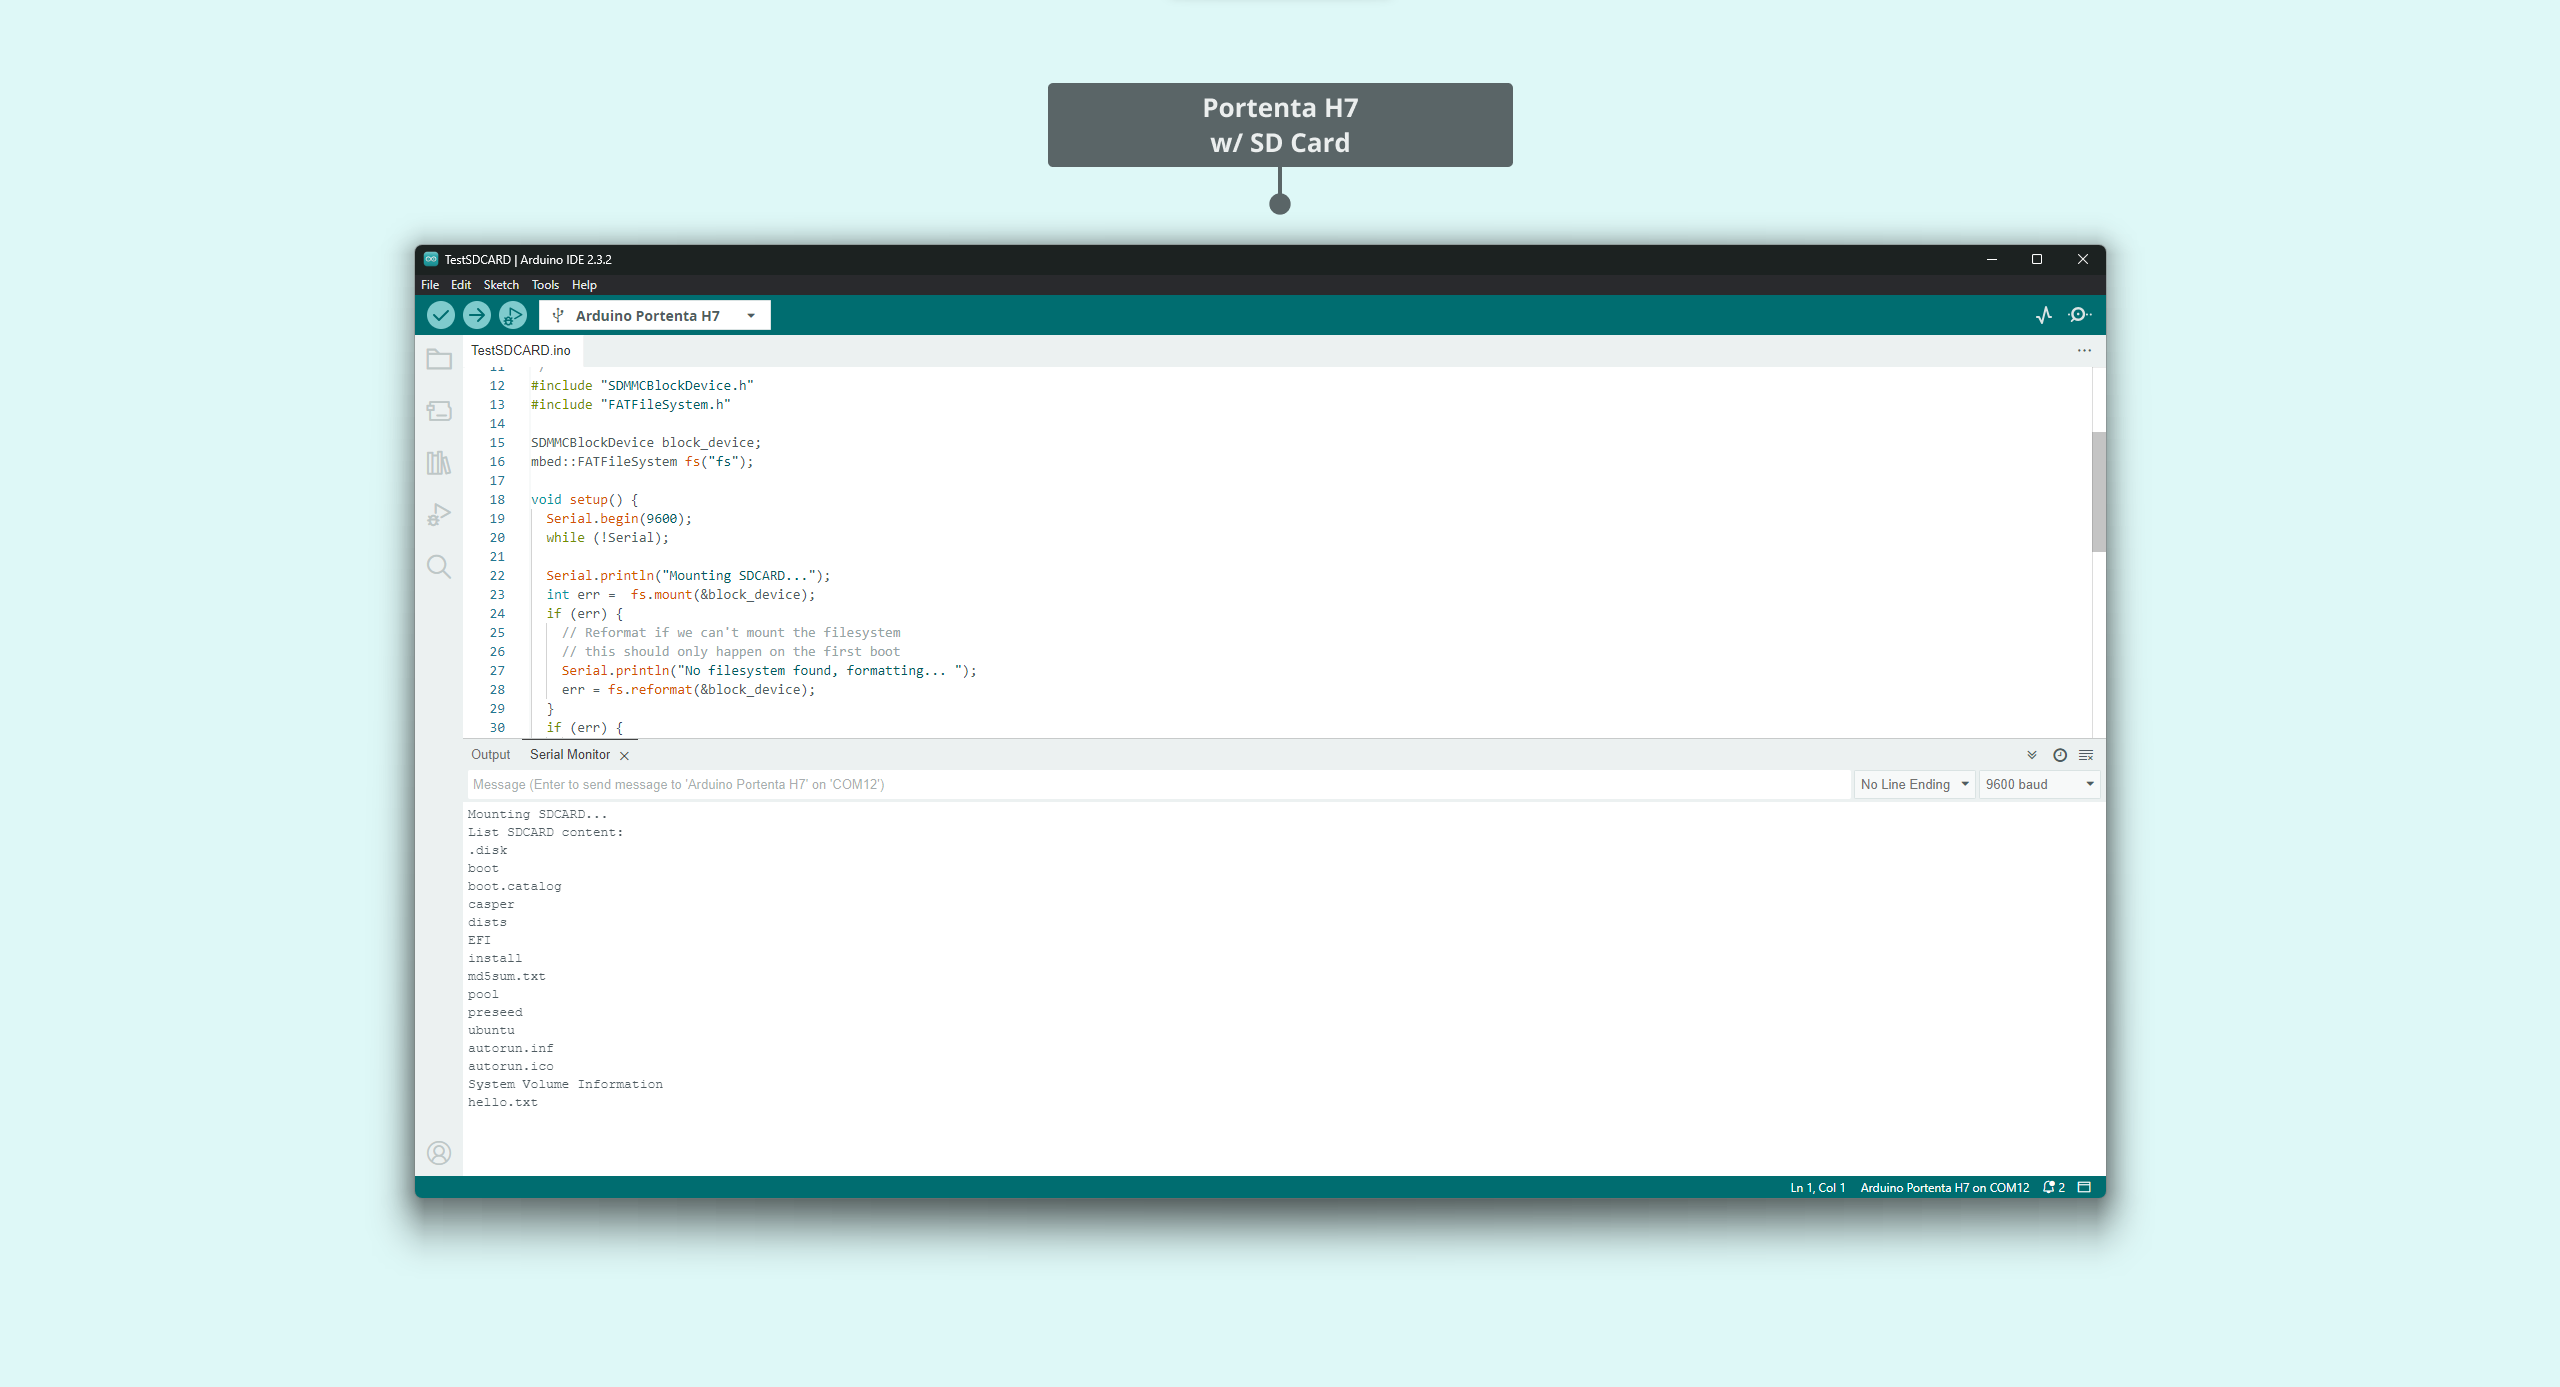 Portenta H7
w/ SD Card
TestSDCARD | Arduino IDE 2.3.2
File Edit Sketch Tools Help
Arduino Portenta H7
TestSDCARD.ino
11 /
12 #include "SDMMCBlockDevice.h"
13 #include "FATFileSystem.h"
14
15 SDMMCBlockDevice block_device;
16 mbed::FATFileSystem fs("fs");
17
18 void setup() {
19 Serial.begin(9600);
20 while (!Serial);
21
22 Serial.println("Mounting SDCARD...");
23 int err =  fs.mount(&block_device);
24 if (err) {
25 // Reformat if we can't mount the filesystem
26 // this should only happen on the first boot
27 Serial.println("No filesystem found, formatting... ");
28 err = fs.reformat(&block_device);
29 }
30 if (err) {
Output Serial Monitor
Message (Enter to send message to 'Arduino Portenta H7' on 'COM12')
No Line Ending 9600 baud
Mounting SDCARD...
List SDCARD content:
.disk
boot
boot.catalog
casper
dists
EFI
install
md5sum.txt
pool
preseed
ubuntu
autorun.inf
autorun.ico
System Volume Information
hello.txt
Ln 1, Col 1 Arduino Portenta H7 on COM12 2